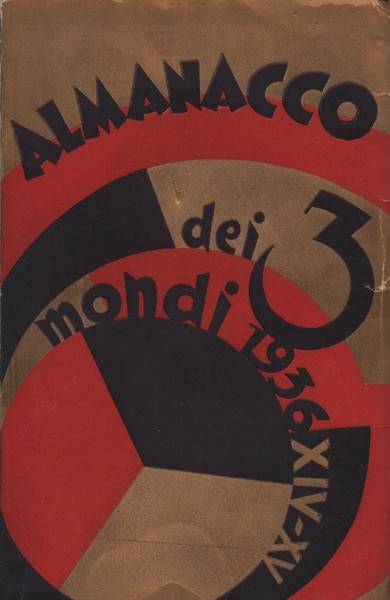 ALMANACCO
dei 3
mondi 1936
XIV-XV